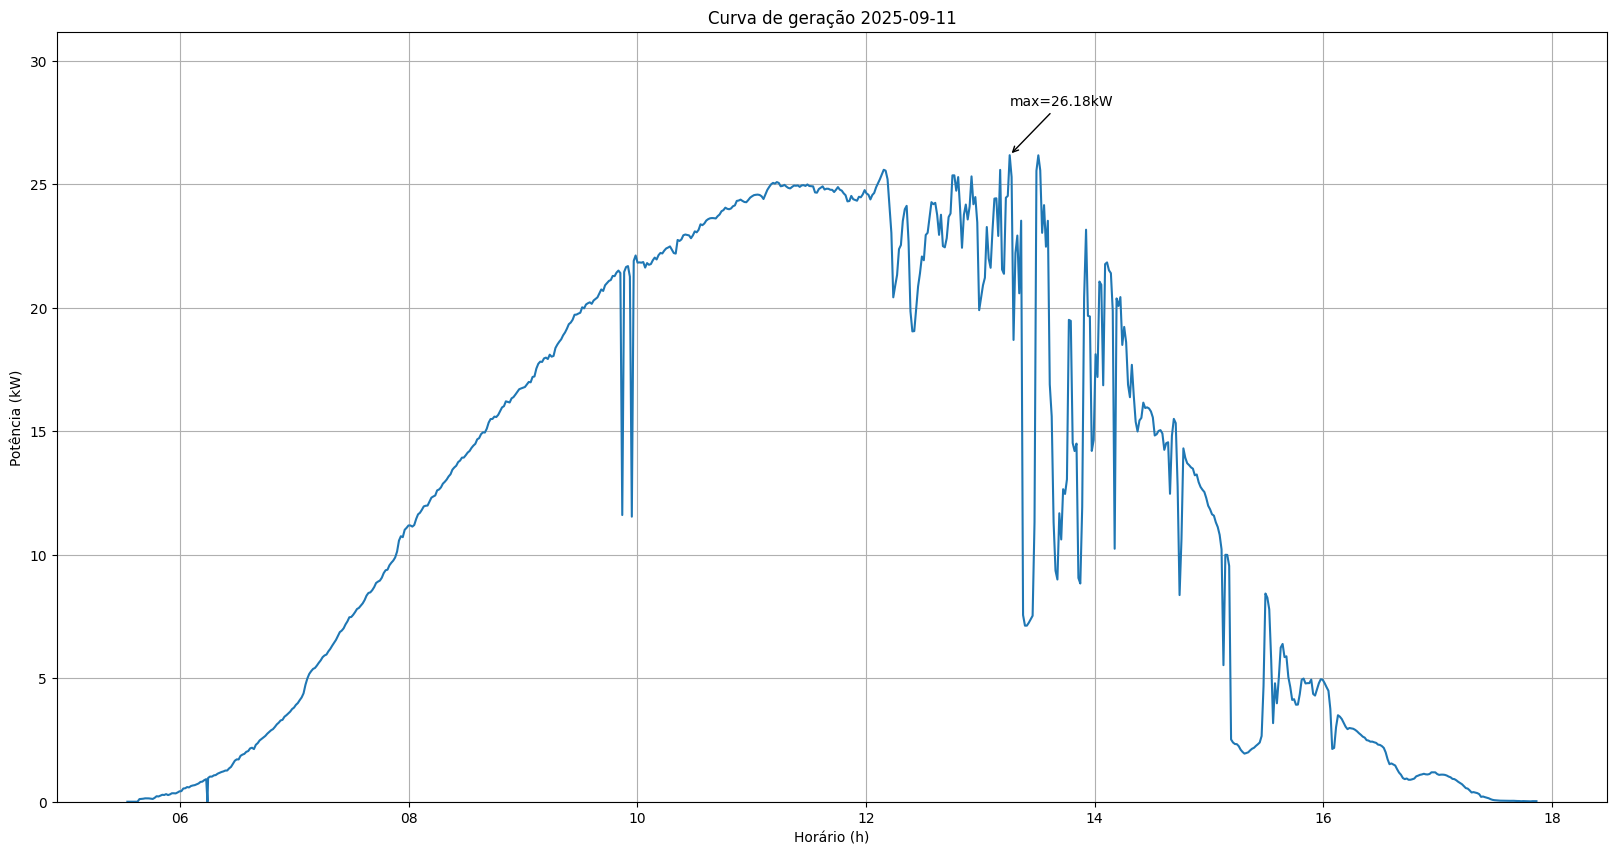 Curva de geração 2025-09-11
30
max=26.18kW
25
20
15
Potência (kW)
10
5
0
06 08 10 12 14 16 18
Horário (h)